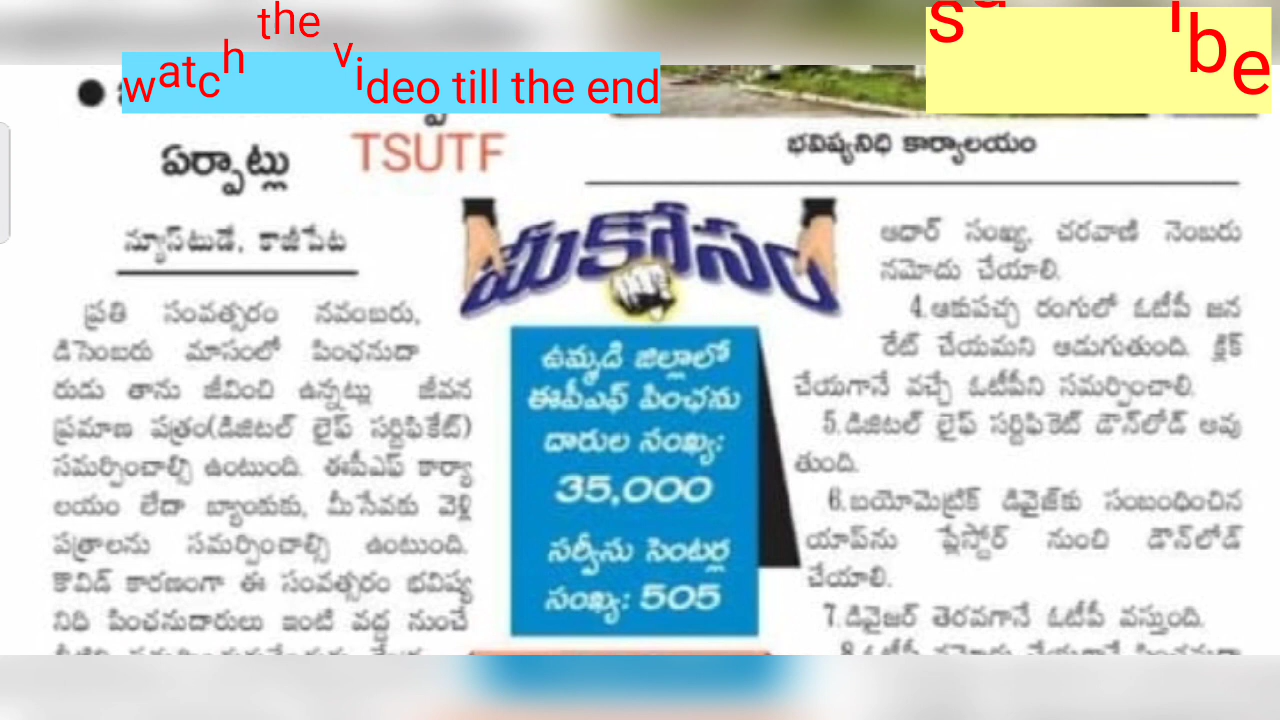 watch the video till the end
ఏర్పాట్లు
TSUTF
న్యూస్‌టుడే, కాజీపేట
ప్రతి సంవత్సరం నవంబరు,
డిసెంబరు మాసంలో పింఛనుదా
రుడు తాను జీవించి ఉన్నట్లు జీవన
ప్రమాణ పత్రం(డిజిటల్ లైఫ్ సర్టిఫికేట్)
సమర్పించాల్సి ఉంటుంది. ఈపీఎఫ్ కార్యా
లయం లేదా బ్యాంకుకు, మీసేవకు వెళ్లి
పత్రాలను సమర్పించాల్సి ఉంటుంది.
కొవిడ్ కారణంగా ఈ సంవత్సరం భవిష్య
నిధి పింఛనుదారులు ఇంటి వద్ద నుంచే
మీకోసం
ఉమ్మడి జిల్లాలో
ఈపీఎఫ్ పింఛను
దారుల సంఖ్య:
35,000
సర్వీసు సెంటర్ల
సంఖ్య: 505
భవిష్యనిధి కార్యాలయం
ఆధార్ సంఖ్య, చరవాణి నెంబరు
నమోదు చేయాలి.
4.ఆకుపచ్చ రంగులో ఓటీపీ జన
రేట్ చేయమని ఆడుగుతుంది. క్లిక్
చేయగానే వచ్చే ఓటీపీని సమర్పించాలి.
5.డిజిటల్ లైఫ్ సర్టిఫికెట్ డౌన్‌లోడ్ అవు
తుంది.
6.బయోమెట్రిక్ డివైజ్‌కు సంబంధించిన
యాప్‌ను ప్లేస్టోర్ నుంచి డౌన్‌లోడ్
చేయాలి.
7.డివైజర్ తెరవగానే ఓటీపీ వస్తుంది.